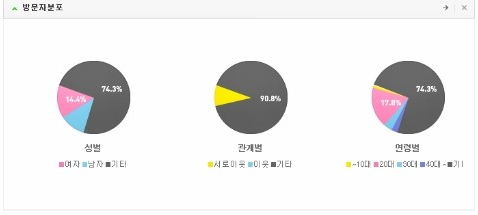 방문자분포
74.3%
14.4%
90.8%
74.3%
17.8%
성별
관계별
연령별
여자 남자 기타
서로이웃 이웃 기타
~10대 20대 30대 40대 ~ 기